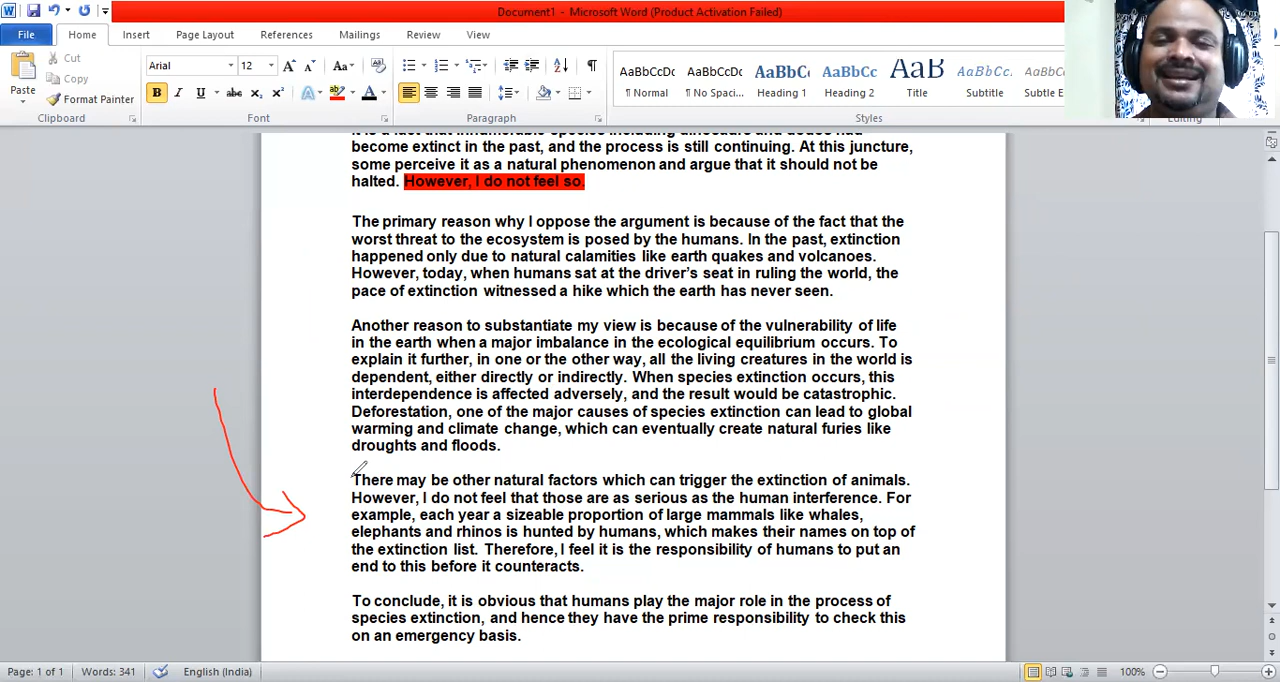 Document1 - Microsoft Word (Product Activation Failed)
File Home Insert Page Layout References Mailings Review View
Cut
Copy
Format Painter
Paste
Arial 12
AaBbCcDc AaBbCcDc AaBbC AaBbCc AaB AaBbCc. AaBbCc
¶ Normal ¶ No Spaci... Heading 1 Heading 2 Title Subtitle Subtle E
Clipboard Font Paragraph Styles Editing
It is a fact that innumerable species including dinosaurs and dodos had
become extinct in the past, and the process is still continuing. At this juncture,
some perceive it as a natural phenomenon and argue that it should not be
halted. However, I do not feel so.
The primary reason why I oppose the argument is because of the fact that the
worst threat to the ecosystem is posed by the humans. In the past, extinction
happened only due to natural calamities like earth quakes and volcanoes.
However, today, when humans sat at the driver's seat in ruling the world, the
pace of extinction witnessed a hike which the earth has never seen.
Another reason to substantiate my view is because of the vulnerability of life
in the earth when a major imbalance in the ecological equilibrium occurs. To
explain it further, in one or the other way, all the living creatures in the world is
dependent, either directly or indirectly. When species extinction occurs, this
interdependence is affected adversely, and the result would be catastrophic.
Deforestation, one of the major causes of species extinction can lead to global
warming and climate change, which can eventually create natural furies like
droughts and floods.
There may be other natural factors which can trigger the extinction of animals.
However, I do not feel that those are as serious as the human interference. For
example, each year a sizeable proportion of large mammals like whales,
elephants and rhinos is hunted by humans, which makes their names on top of
the extinction list. Therefore, I feel it is the responsibility of humans to put an
end to this before it counteracts.
To conclude, it is obvious that humans play the major role in the process of
species extinction, and hence they have the prime responsibility to check this
on an emergency basis.
Page: 1 of 1 Words: 341 English (India) 100%